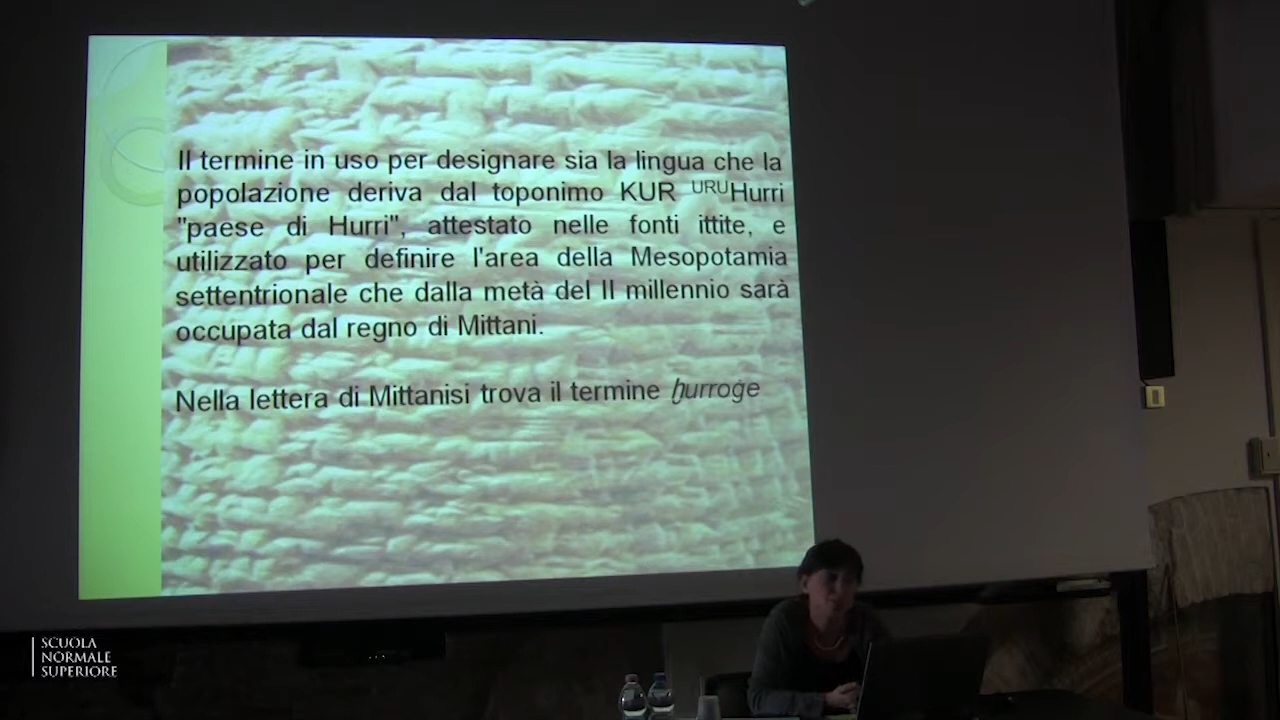 Il termine in uso per designare sia la lingua che la
popolazione deriva dal toponimo KUR URUHurri
"paese di Hurri", attestato nelle fonti ittite, e
utilizzato per definire l'area della Mesopotamia
settentrionale che dalla metà del II millennio sarà
occupata dal regno di Mittani.
Nella lettera di Mittanisi trova il termine ḫurroġe
SCUOLA
NORMALE
SUPERIORE